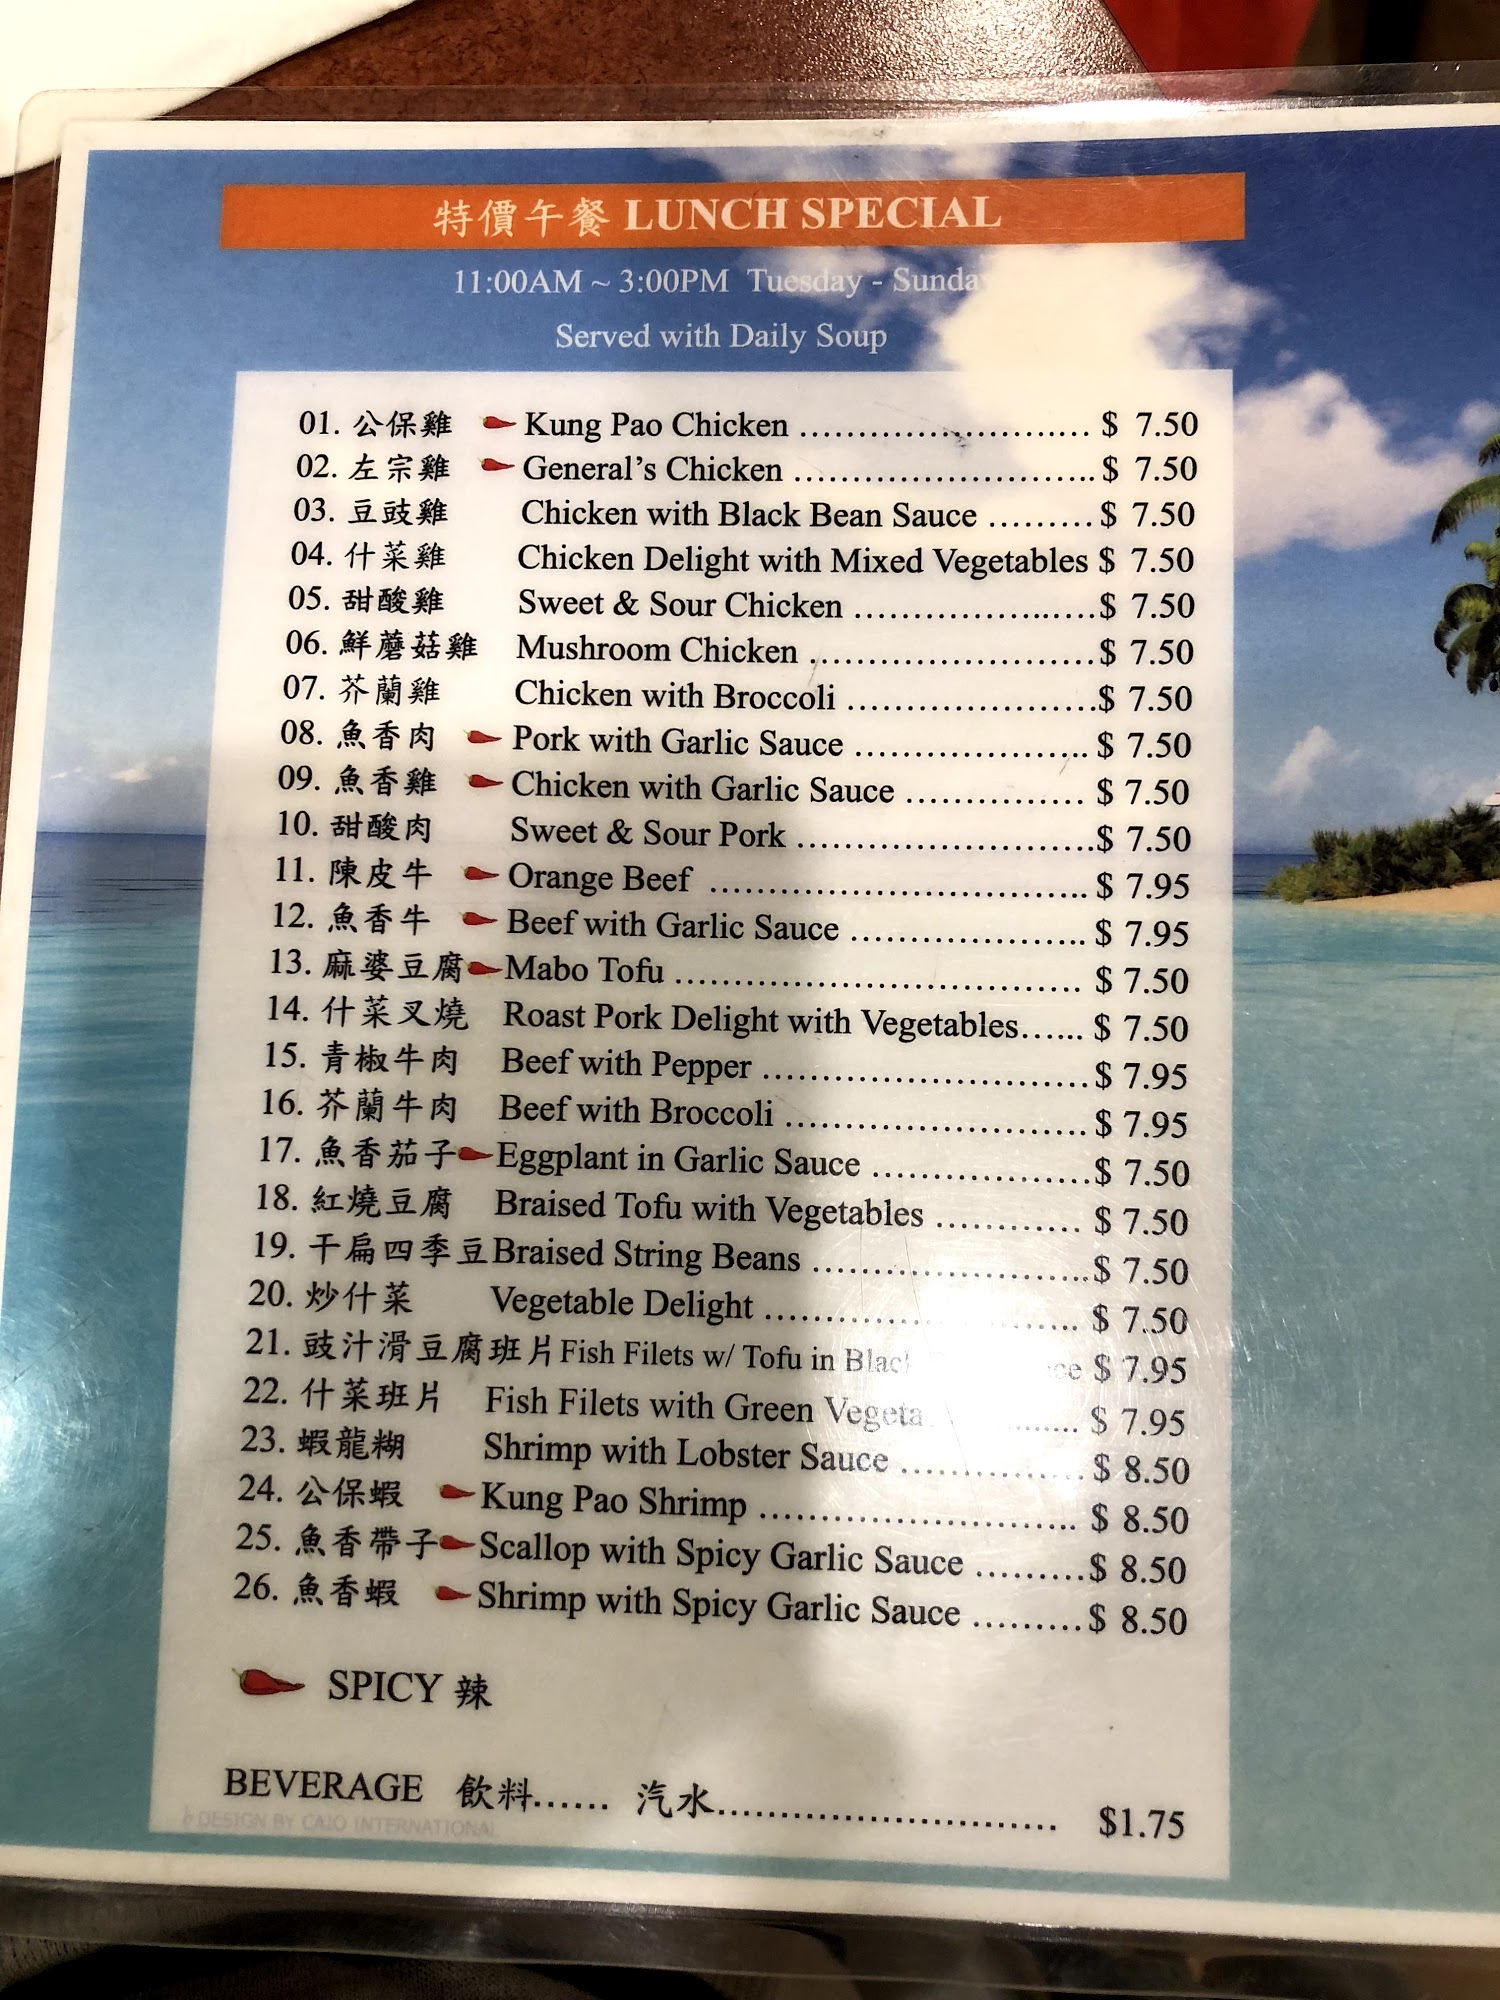 特價午餐 LUNCH SPECIAL
11:00AM ~ 3:00PM Tuesday - Sunday
Served with Daily Soup
01. 公保雞 Kung Pao Chicken ............................ $ 7.50
02. 左宗雞 General's Chicken ............................ $ 7.50
03. 豆豉雞 Chicken with Black Bean Sauce ......... $ 7.50
04. 什菜雞 Chicken Delight with Mixed Vegetables $ 7.50
05. 甜酸雞 Sweet & Sour Chicken ........................ $ 7.50
06. 鮮蘑菇雞 Mushroom Chicken ............................ $ 7.50
07. 芥蘭雞 Chicken with Broccoli ........................ $ 7.50
08. 魚香肉 Pork with Garlic Sauce ........................ $ 7.50
09. 魚香雞 Chicken with Garlic Sauce .................. $ 7.50
10. 甜酸肉 Sweet & Sour Pork ............................ $ 7.50
11. 陳皮牛 Orange Beef .................................... $ 7.95
12. 魚香牛 Beef with Garlic Sauce ........................ $ 7.95
13. 麻婆豆腐 Mabo Tofu ...................................... $ 7.50
14. 什菜叉燒 Roast Pork Delight with Vegetables...... $ 7.50
15. 青椒牛肉 Beef with Pepper ................................ $ 7.95
16. 芥蘭牛肉 Beef with Broccoli ............................ $ 7.95
17. 魚香茄子 Eggplant in Garlic Sauce ..................... $ 7.50
18. 紅燒豆腐 Braised Tofu with Vegetables ............ $ 7.50
19. 干扁四季豆 Braised String Beans ........................ $ 7.50
20. 炒什菜 Vegetable Delight ............................ $ 7.50
21. 豉汁滑豆腐班片 Fish Filets w/ Tofu in $ 7.95
22. 什菜班片 Fish Filets with Green ....... $ 7.95
23. 蝦龍糊 Shrimp with Lobster Sauce ................ $ 8.50
24. 公保蝦 Kung Pao Shrimp ............................ $ 8.50
25. 魚香帶子 Scallop with Spicy Garlic Sauce ......... $ 8.50
26. 魚香蝦 Shrimp with Spicy Garlic Sauce ......... $ 8.50
SPICY 辣
BEVERAGE 飲料...... 汽水............................ $1.75
DESIGN BY CAIO INTERNATIONAL